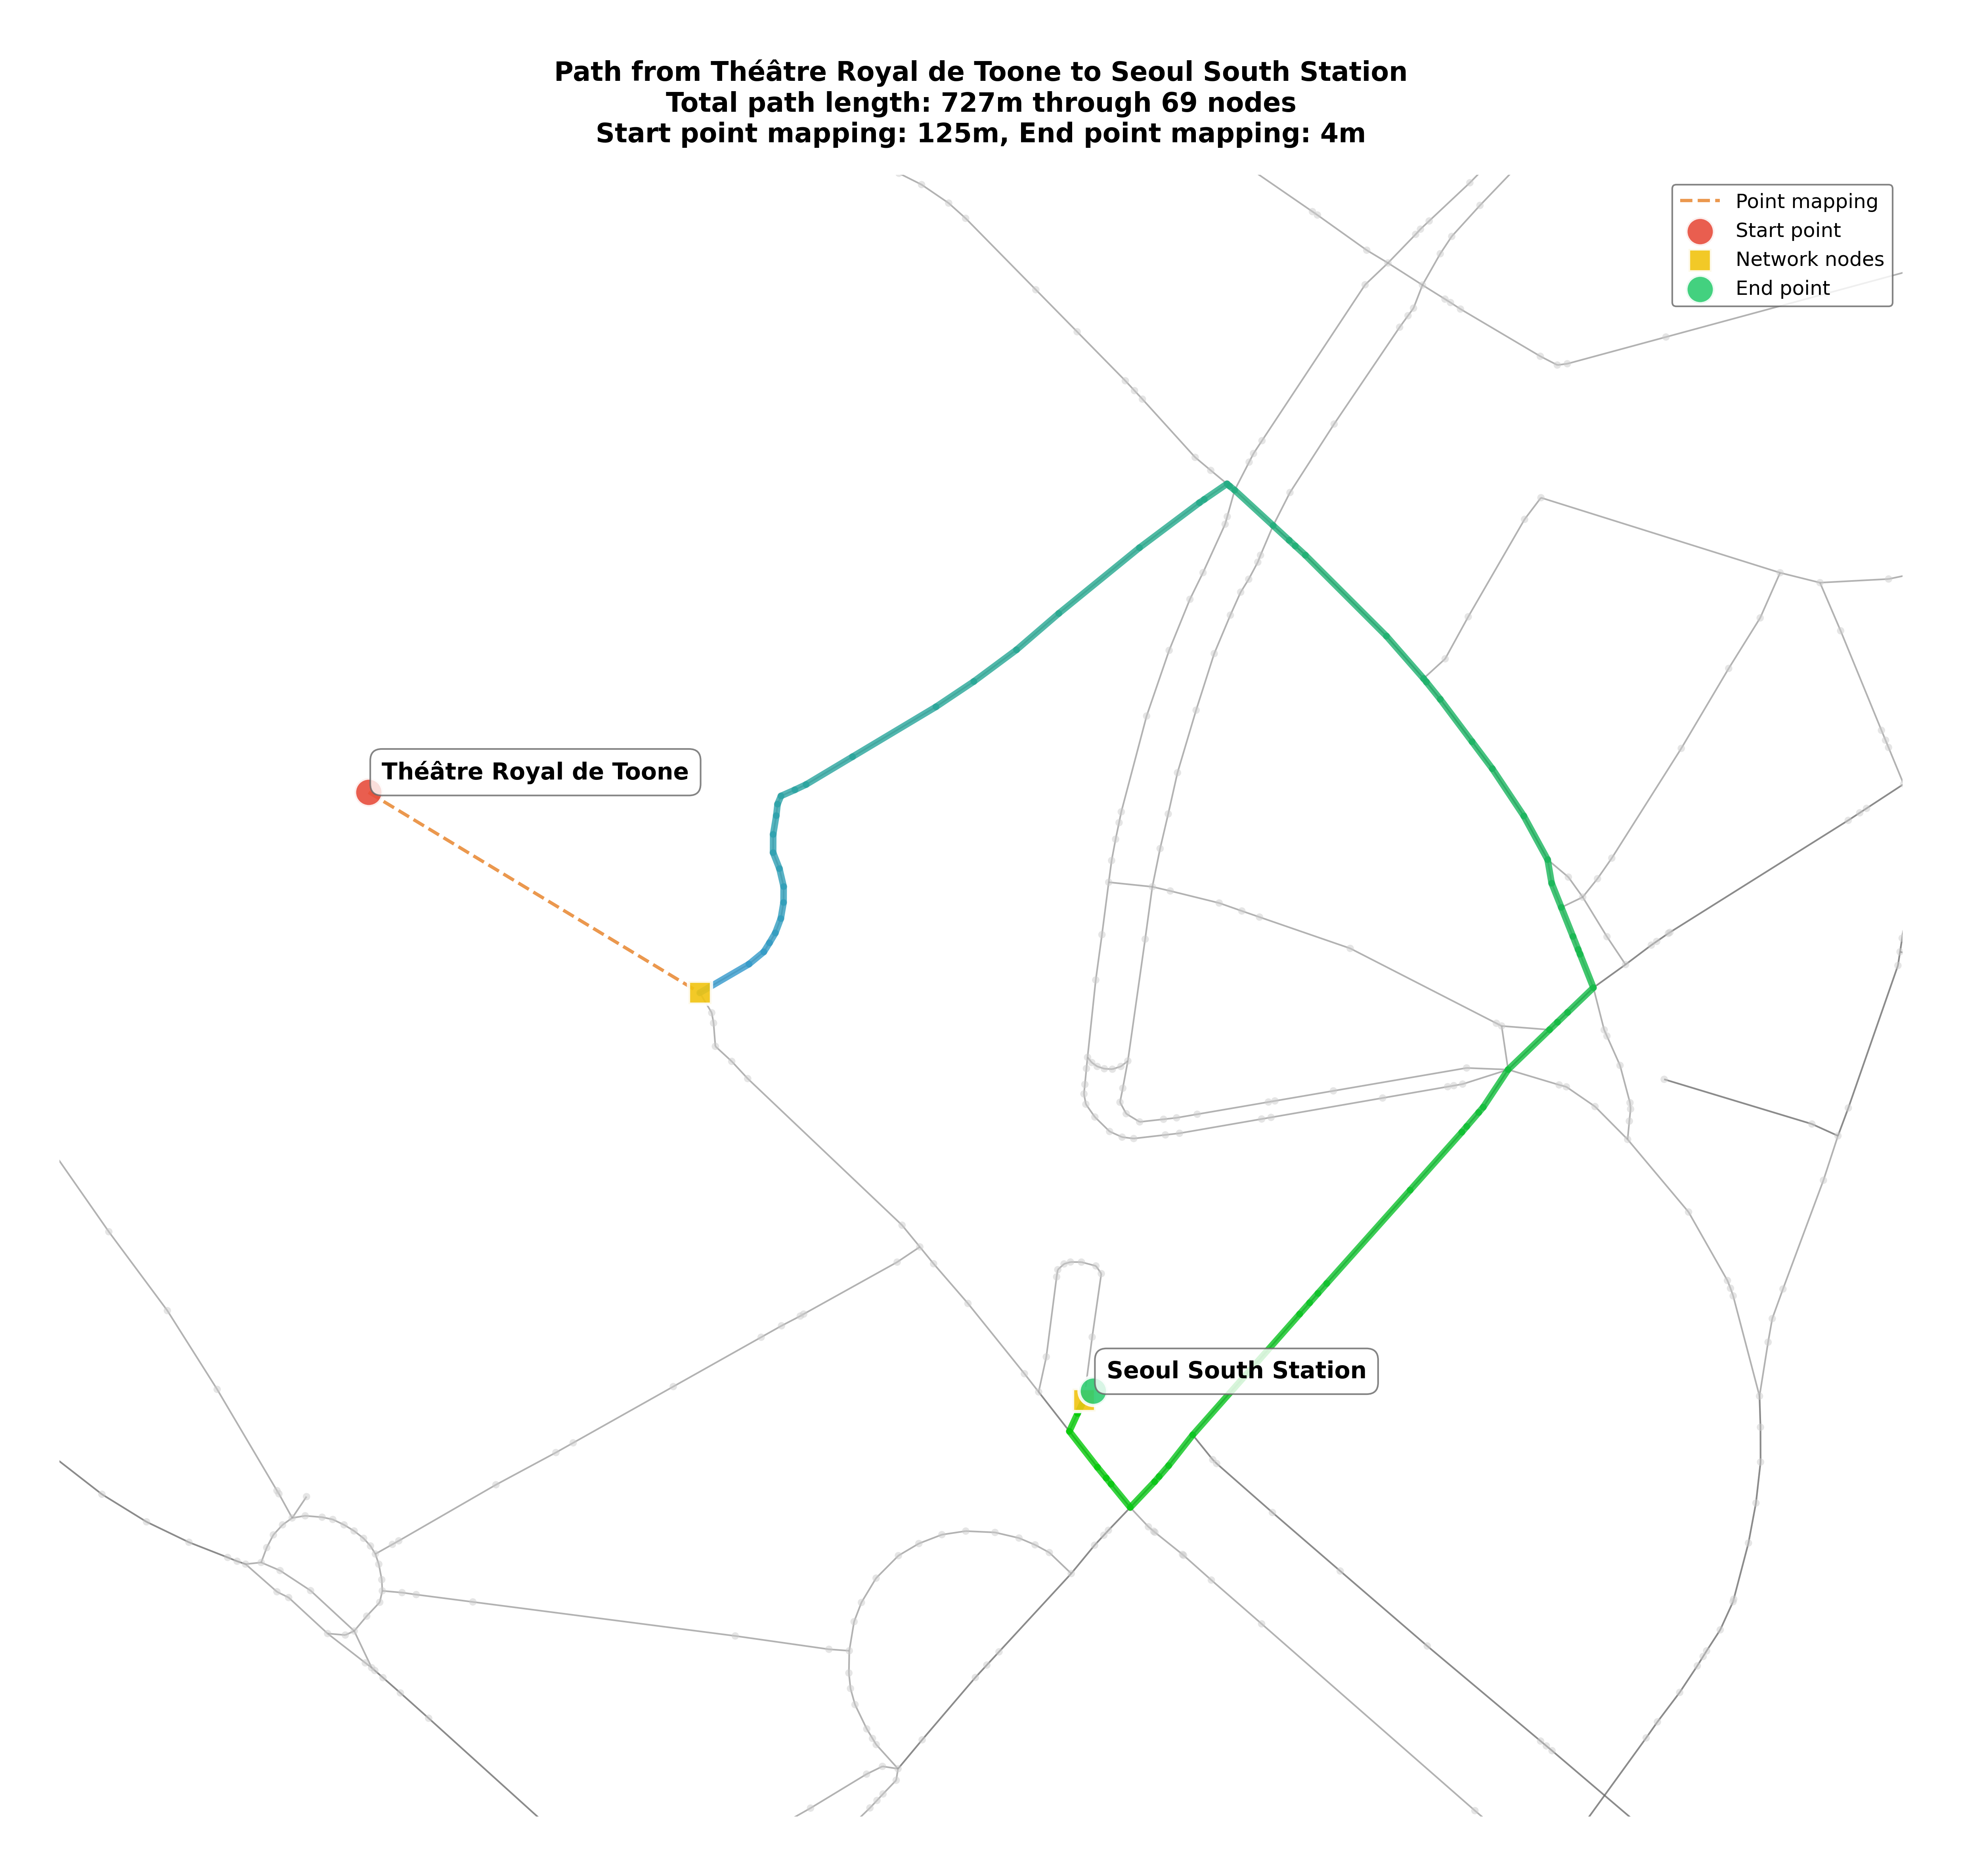 Path from Théâtre Royal de Toone to Seoul South Station
Total path length: 727m through 69 nodes
Start point mapping: 125m, End point mapping: 4m
Point mapping
Start point
Network nodes
End point
Théâtre Royal de Toone
Seoul South Station